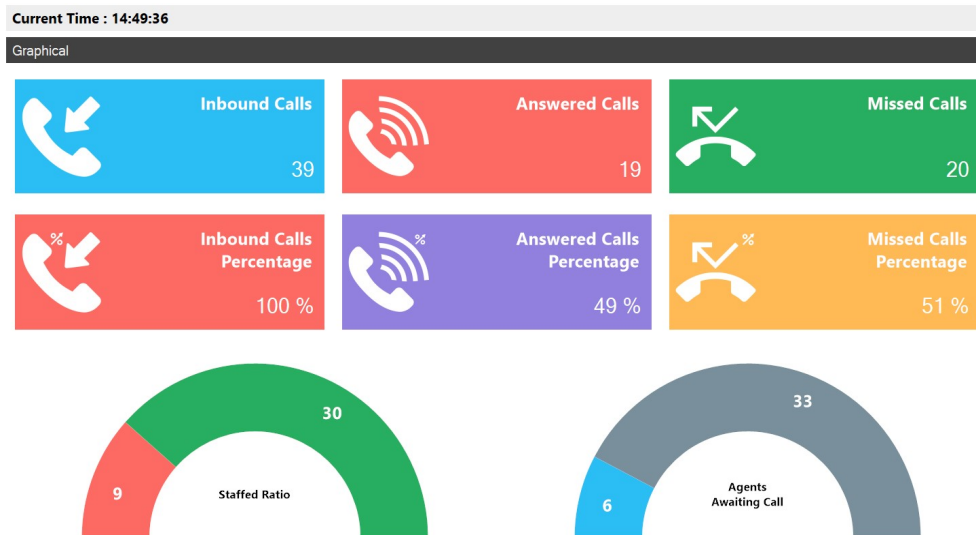 Current Time : 14:49:36
Graphical
Inbound Calls
39
Answered Calls
19
Missed Calls
20
%
Inbound Calls
Percentage
100 %
%
Answered Calls
Percentage
49 %
%
Missed Calls
Percentage
51 %
30
9
Staffed Ratio
33
6
Agents
Awaiting Call